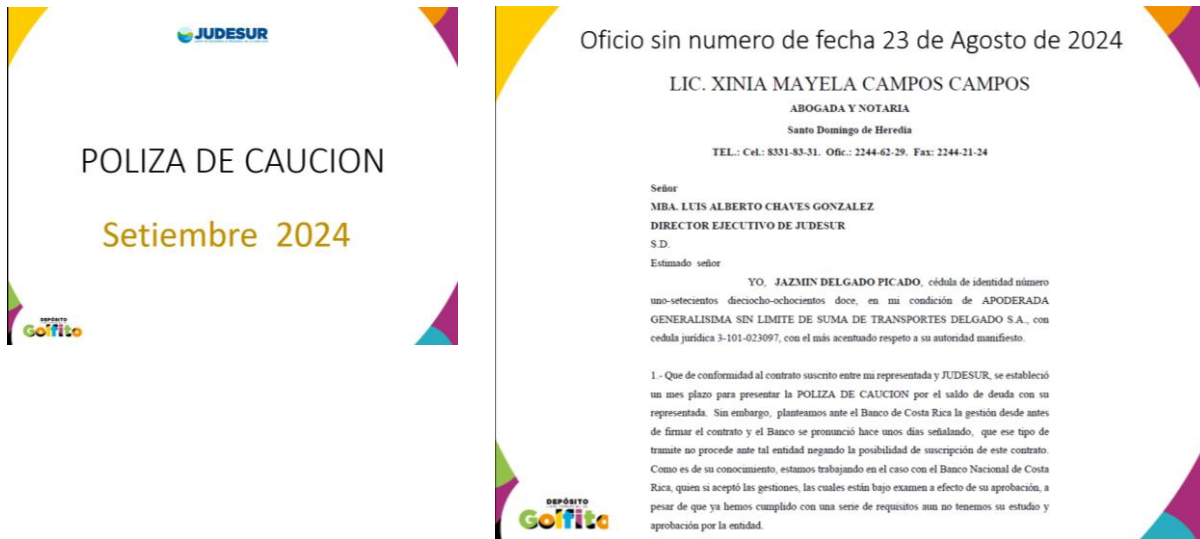 JUDESUR
POLIZA DE CAUCION
Setiembre 2024
DEPÓSITO
Golfito
Oficio sin numero de fecha 23 de Agosto de 2024
LIC. XINIA MAYELA CAMPOS CAMPOS
ABOGADA Y NOTARIA
Santo Domingo de Heredia
TEL.: Cel.: 8331-83-31. Ofic.: 2244-62-29. Fax: 2244-21-24
Señor
MBA. LUIS ALBERTO CHAVES GONZALEZ
DIRECTOR EJECUTIVO DE JUDESUR
S.D.
Estimado señor
YO, JAZMIN DELGADO PICADO, cédula de identidad número
uno-setecientos dieciocho-ochocientos doce, en mi condición de APODERADA
GENERALISIMA SIN LIMITE DE SUMA DE TRANSPORTES DELGADO S.A., con
cedula jurídica 3-101-023097, con el más acentuado respeto a su autoridad manifiesto.
1.- Que de conformidad al contrato suscrito entre mi representada y JUDESUR, se estableció
un mes plazo para presentar la POLIZA DE CAUCION por el saldo de deuda con su
representada. Sin embargo, planteamos ante el Banco de Costa Rica la gestión desde antes
de firmar el contrato y el Banco se pronunció hace unos días señalando, que ese tipo de
tramite no procede ante tal entidad negando la posibilidad de suscripción de este contrato.
Como es de su conocimiento, estamos trabajando en el caso con el Banco Nacional de Costa
Rica, quien si aceptó las gestiones, las cuales están bajo examen a efecto de su aprobación, a
pesar de que ya hemos cumplido con una serie de requisitos aun no tenemos su estudio y
aprobación por la entidad.
DEPÓSITO
Golfito